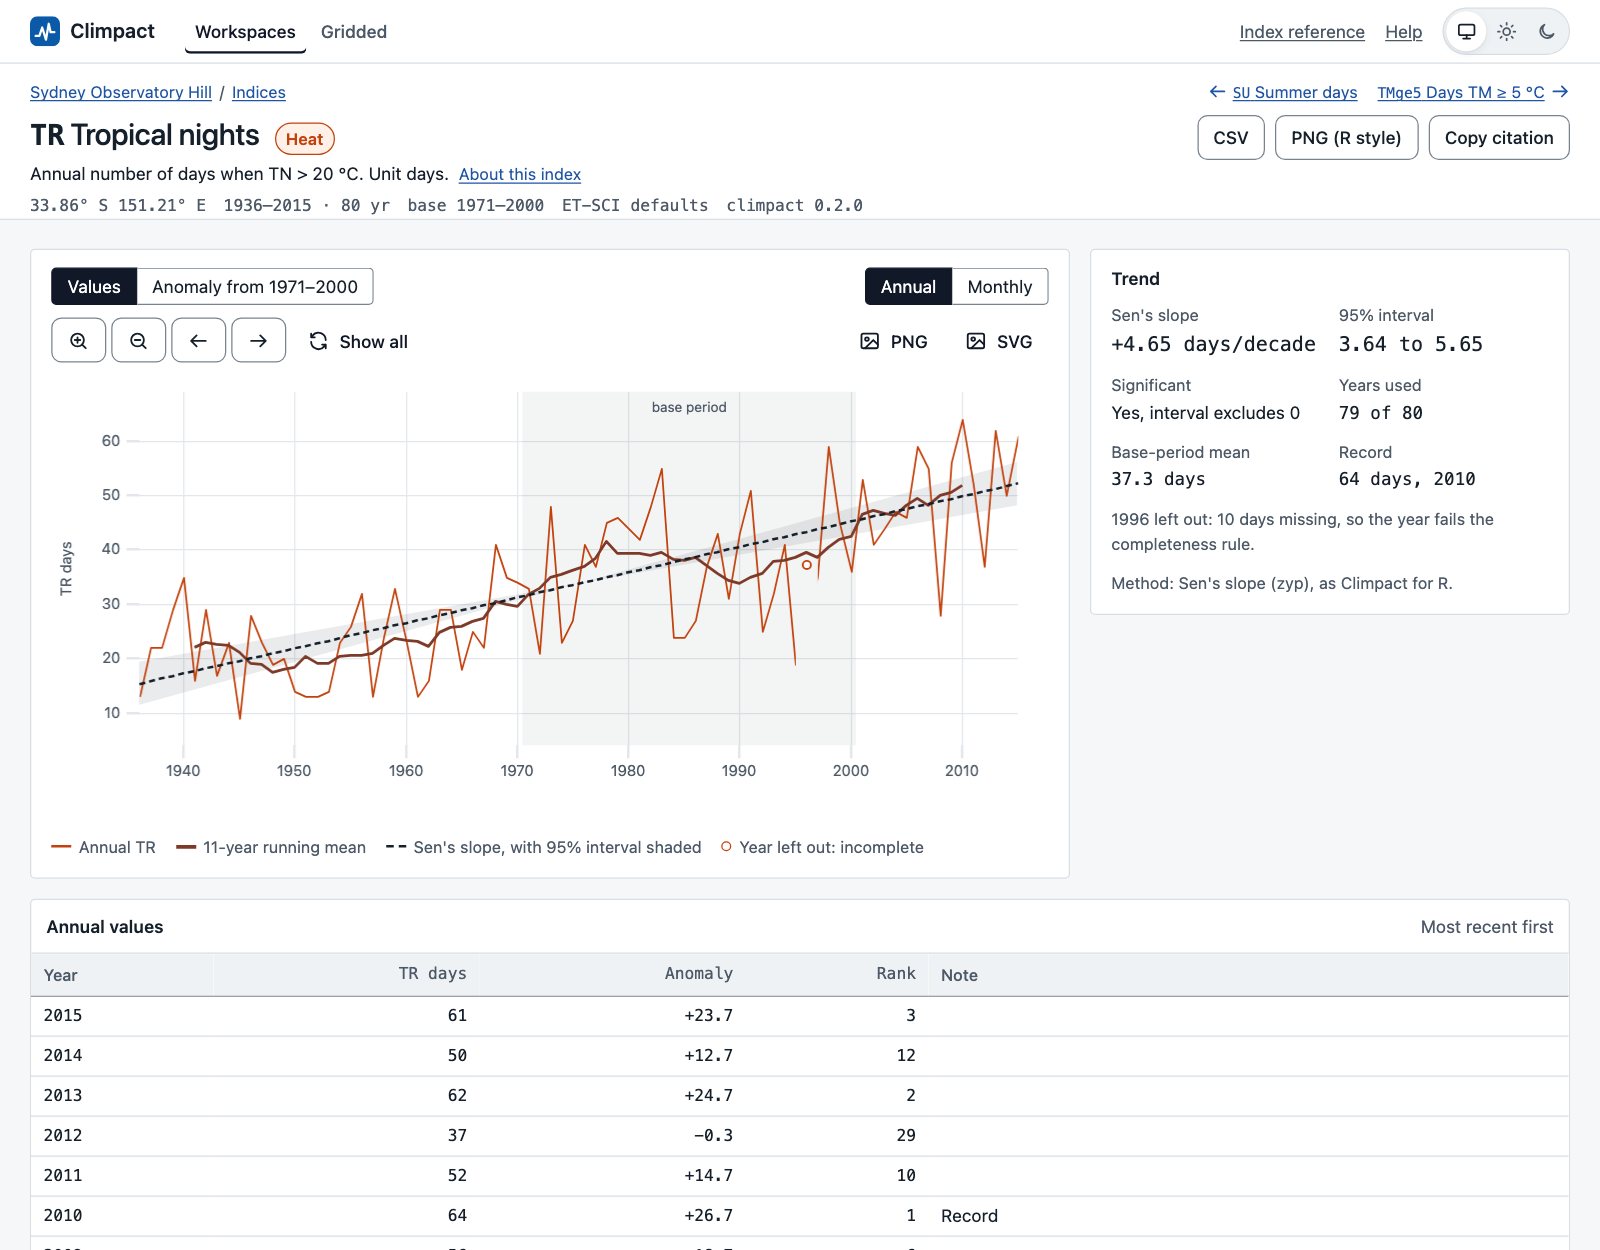 Climpact
Workspaces
Gridded
Index reference
Help
Sydney Observatory Hill / Indices
← SU Summer days
TMge5 Days TM ≥ 5 °C →
TR Tropical nights
Heat
CSV
PNG (R style)
Copy citation
Annual number of days when TN > 20 °C. Unit days. About this index
33.86° S 151.21° E 1936–2015 · 80 yr base 1971–2000 ET-SCI defaults climpact 0.2.0
Values
Anomaly from 1971–2000
Annual
Monthly
Show all
PNG
SVG
base period
TR days
60
50
40
30
20
10
1940
1950
1960
1970
1980
1990
2000
2010
Annual TR
11-year running mean
Sen's slope, with 95% interval shaded
Year left out: incomplete
Trend
Sen's slope
95% interval
+4.65 days/decade
3.64 to 5.65
Significant
Years used
Yes, interval excludes 0
79 of 80
Base-period mean
Record
37.3 days
64 days, 2010
1996 left out: 10 days missing, so the year fails the
completeness rule.
Method: Sen's slope (zyp), as Climpact for R.
Annual values
Most recent first
Year TR days Anomaly Rank Note
2015 61 +23.7 3
2014 50 +12.7 12
2013 62 +24.7 2
2012 37 −0.3 29
2011 52 +14.7 10
2010 64 +26.7 1 Record